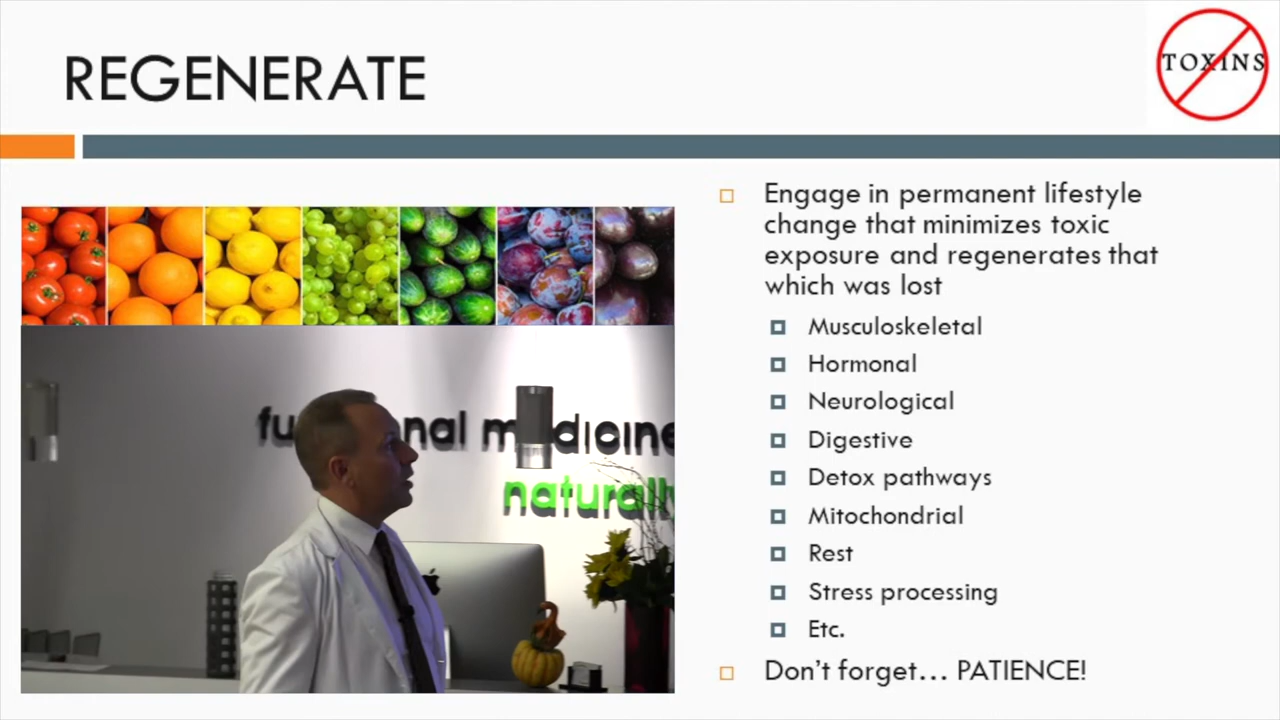 REGENERATE
TOXINS
Engage in permanent lifestyle
change that minimizes toxic
exposure and regenerates that
which was lost
Musculoskeletal
Hormonal
Neurological
Digestive
Detox pathways
Mitochondrial
Rest
Stress processing
Etc.
Don't forget... PATIENCE!
medicine
naturally